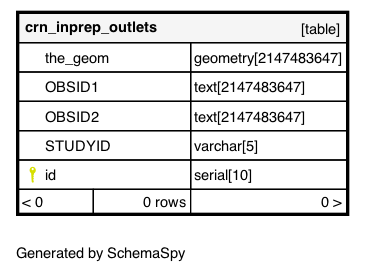 crn_inprep_outlets [table]
the_geom geometry[2147483647]
OBSID1 text[2147483647]
OBSID2 text[2147483647]
STUDYID varchar[5]
id serial[10]
< 0 0 rows 0 >
Generated by SchemaSpy